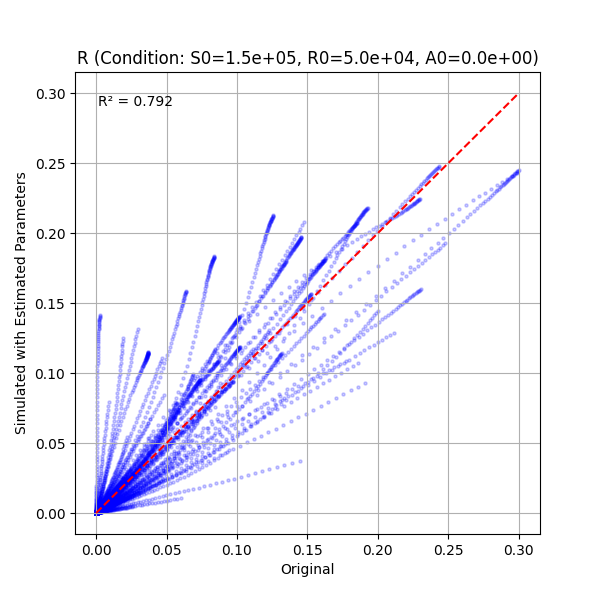 R (Condition: S0=1.5e+05, R0=5.0e+04, A0=0.0e+00)
R² = 0.792
0.30
0.25
0.20
0.15
0.10
0.05
0.00
Simulated with Estimated Parameters
0.00 0.05 0.10 0.15 0.20 0.25 0.30
Original